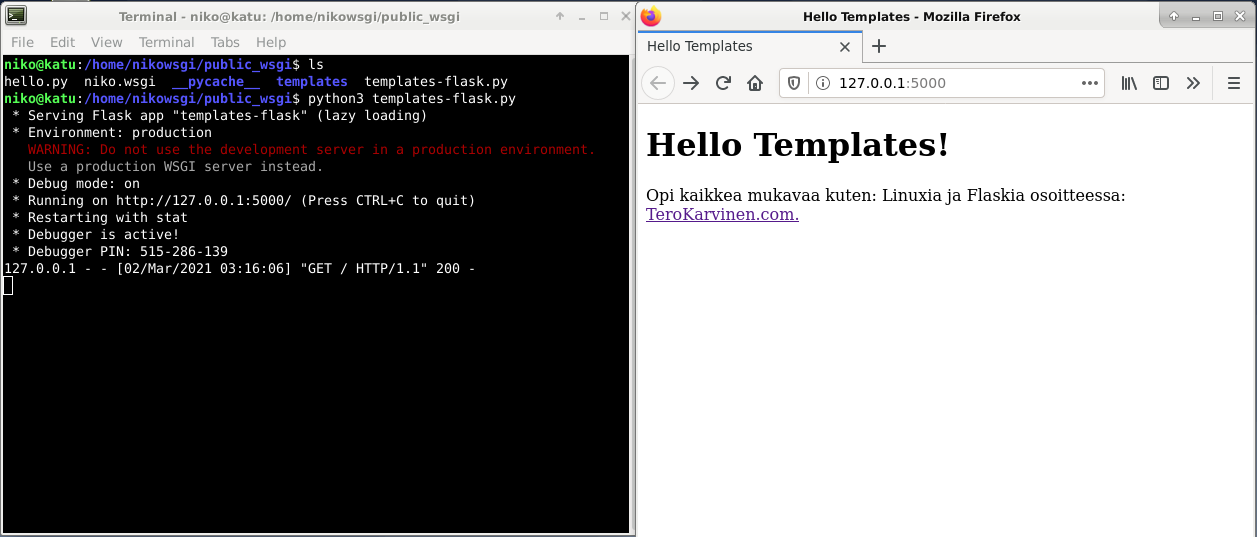 Terminal - niko@katu: /home/nikowsgi/public_wsgi
File Edit View Terminal Tabs Help
niko@katu:/home/nikowsgi/public_wsgi$ ls
hello.py niko.wsgi __pycache__ templates templates-flask.py
niko@katu:/home/nikowsgi/public_wsgi$ python3 templates-flask.py
* Serving Flask app "templates-flask" (lazy loading)
* Environment: production
WARNING: Do not use the development server in a production environment.
Use a production WSGI server instead.
* Debug mode: on
* Running on http://127.0.0.1:5000/ (Press CTRL+C to quit)
* Restarting with stat
* Debugger is active!
* Debugger PIN: 515-286-139
127.0.0.1 - - [02/Mar/2021 03:16:06] "GET / HTTP/1.1" 200 -
Hello Templates - Mozilla Firefox
Hello Templates
127.0.0.1:5000
Hello Templates!
Opi kaikkea mukavaa kuten: Linuxia ja Flaskia osoitteessa:
TeroKarvinen.com.